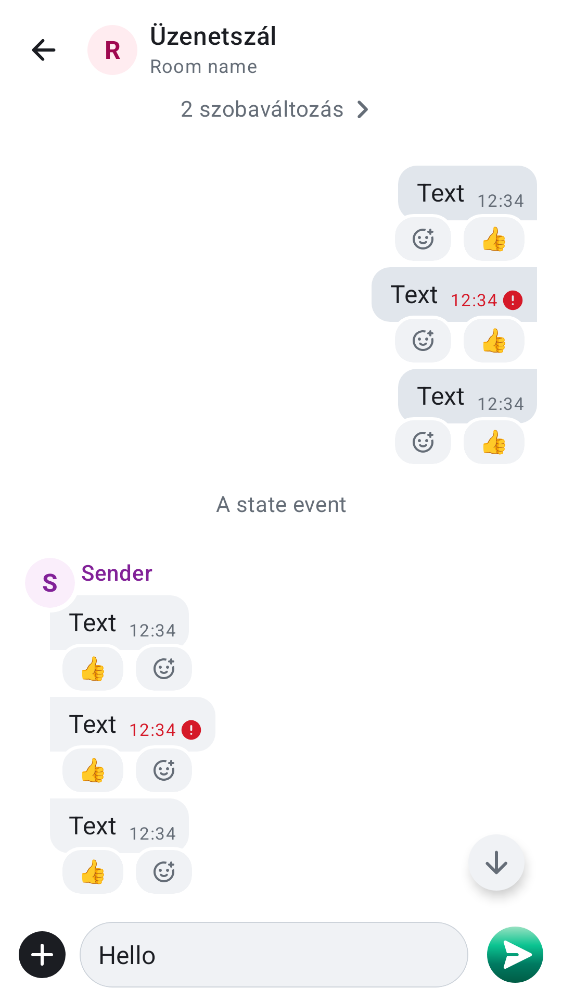 R
Üzenetszál
Room name
2 szobaváltozás
Text 12:34
Text 12:34
Text 12:34
A state event
S
Sender
Text 12:34
Text 12:34
Text 12:34
Hello